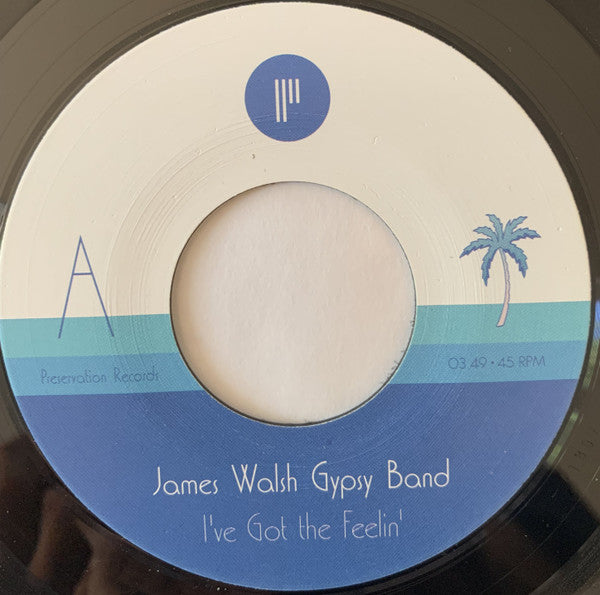 A
Preservation Records
03.49 • 45 RPM
James Walsh Gypsy Band
I've Got the Feelin'